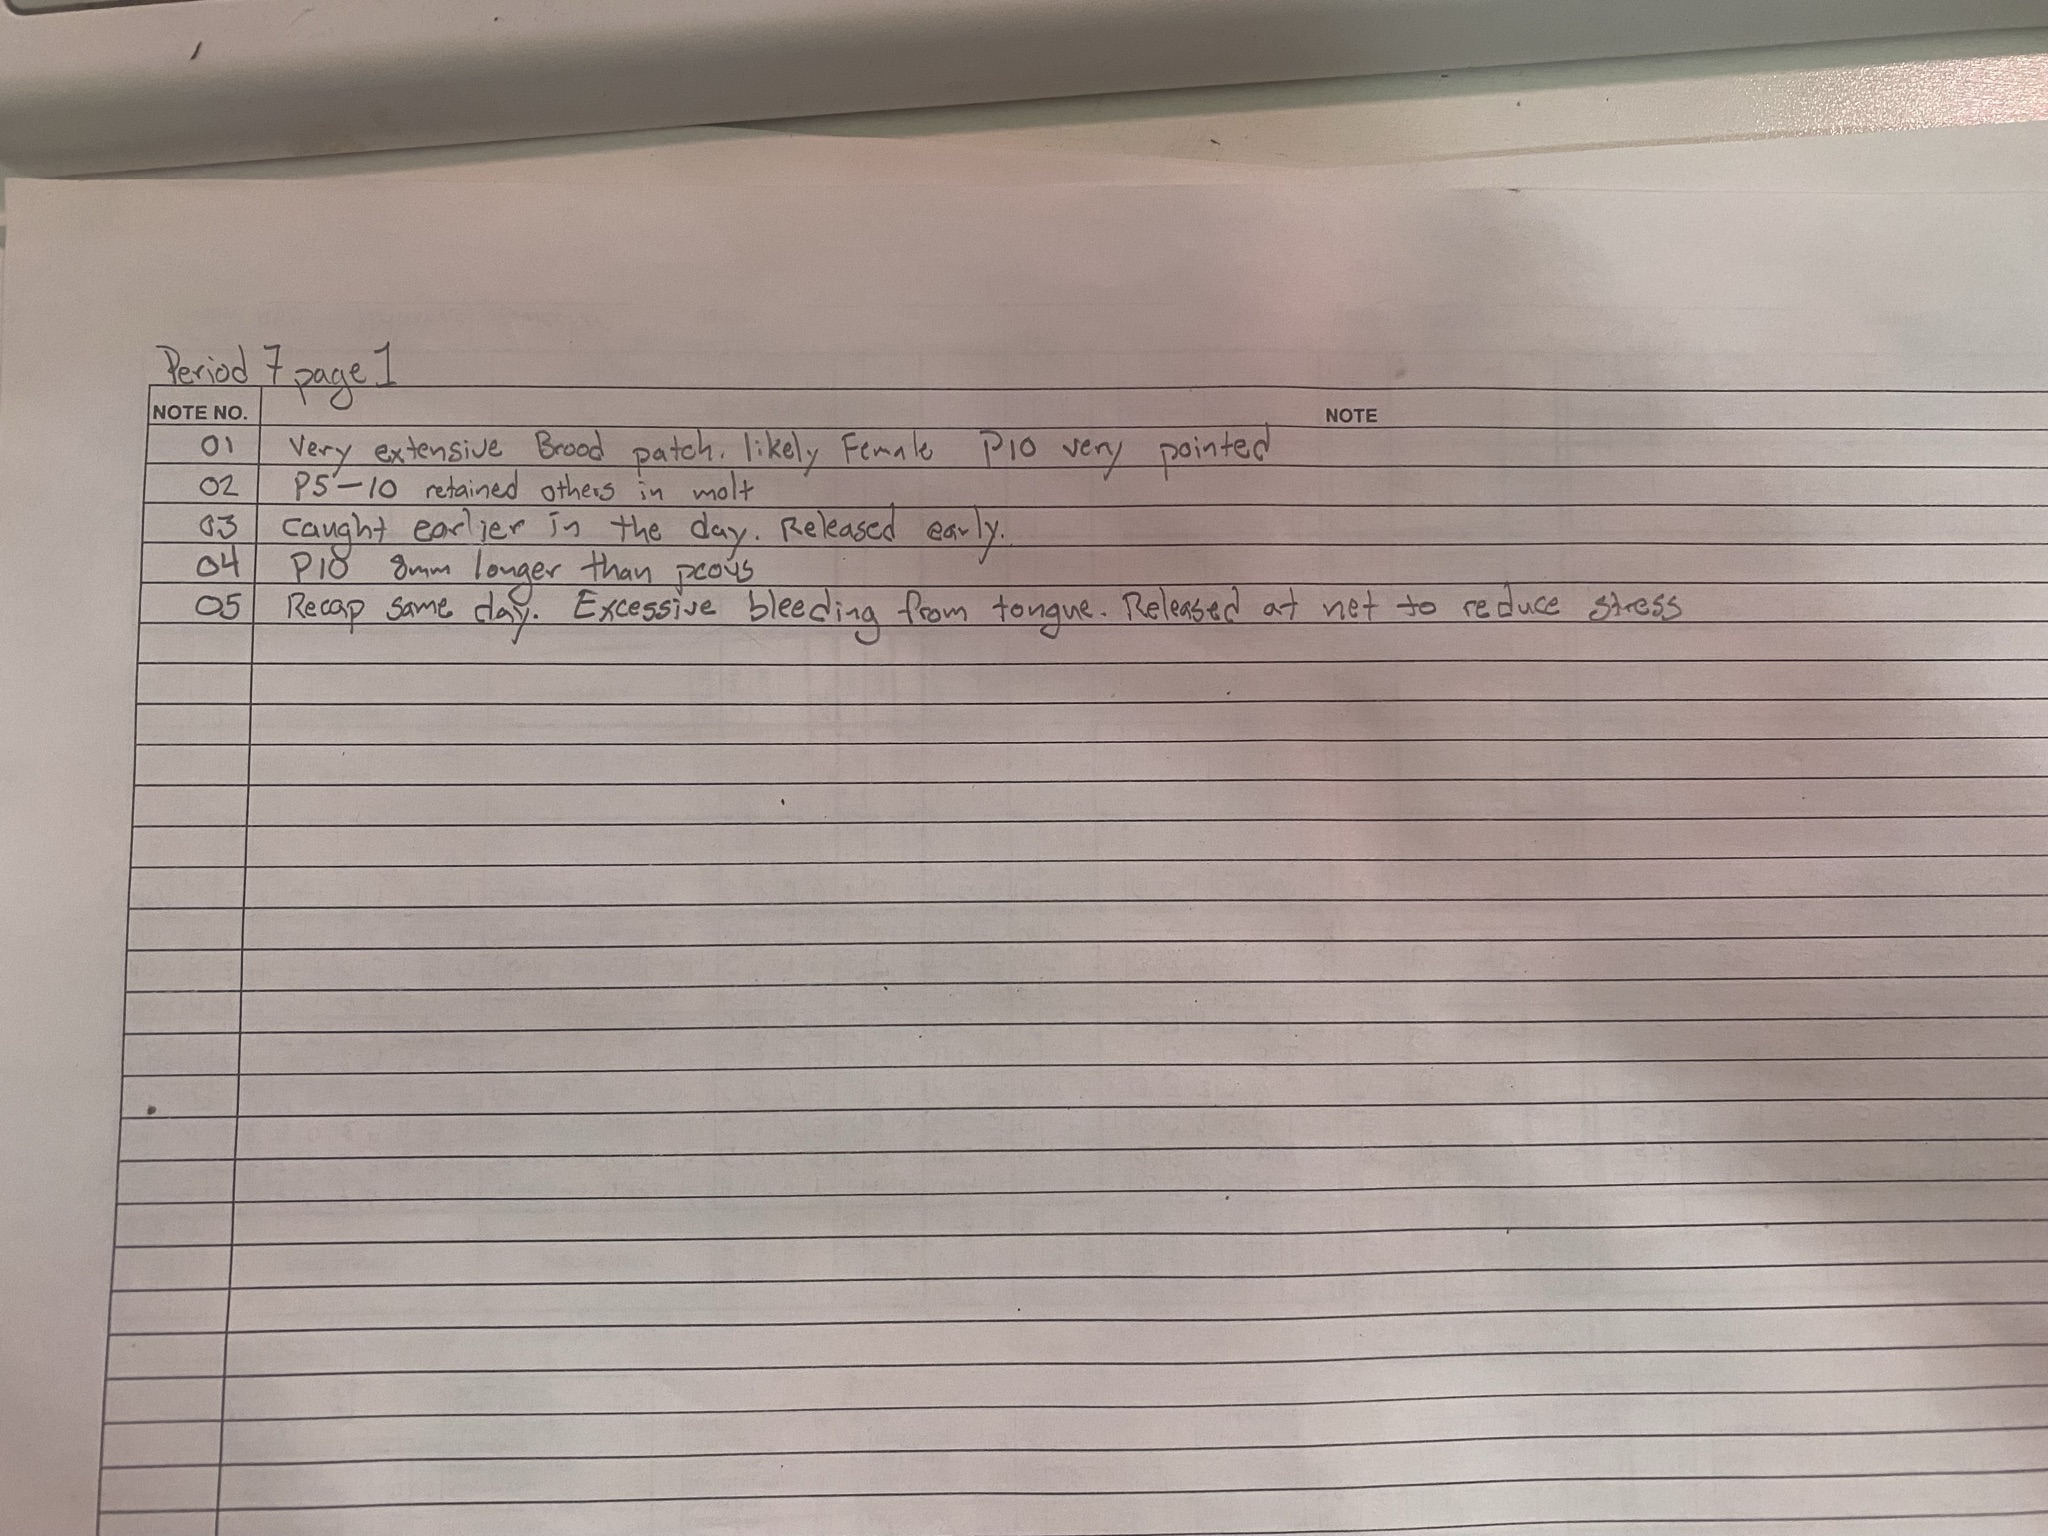 Period 7 page 1
NOTE NO. NOTE
01 Very extensive Brood patch. likely Female P10 very pointed
02 P5-10 retained others in molt
03 Caught earlier in the day. Released early.
04 P10 8mm longer than pcovs
05 Recap same day. Excessive bleeding from tongue. Released at net to reduce stress